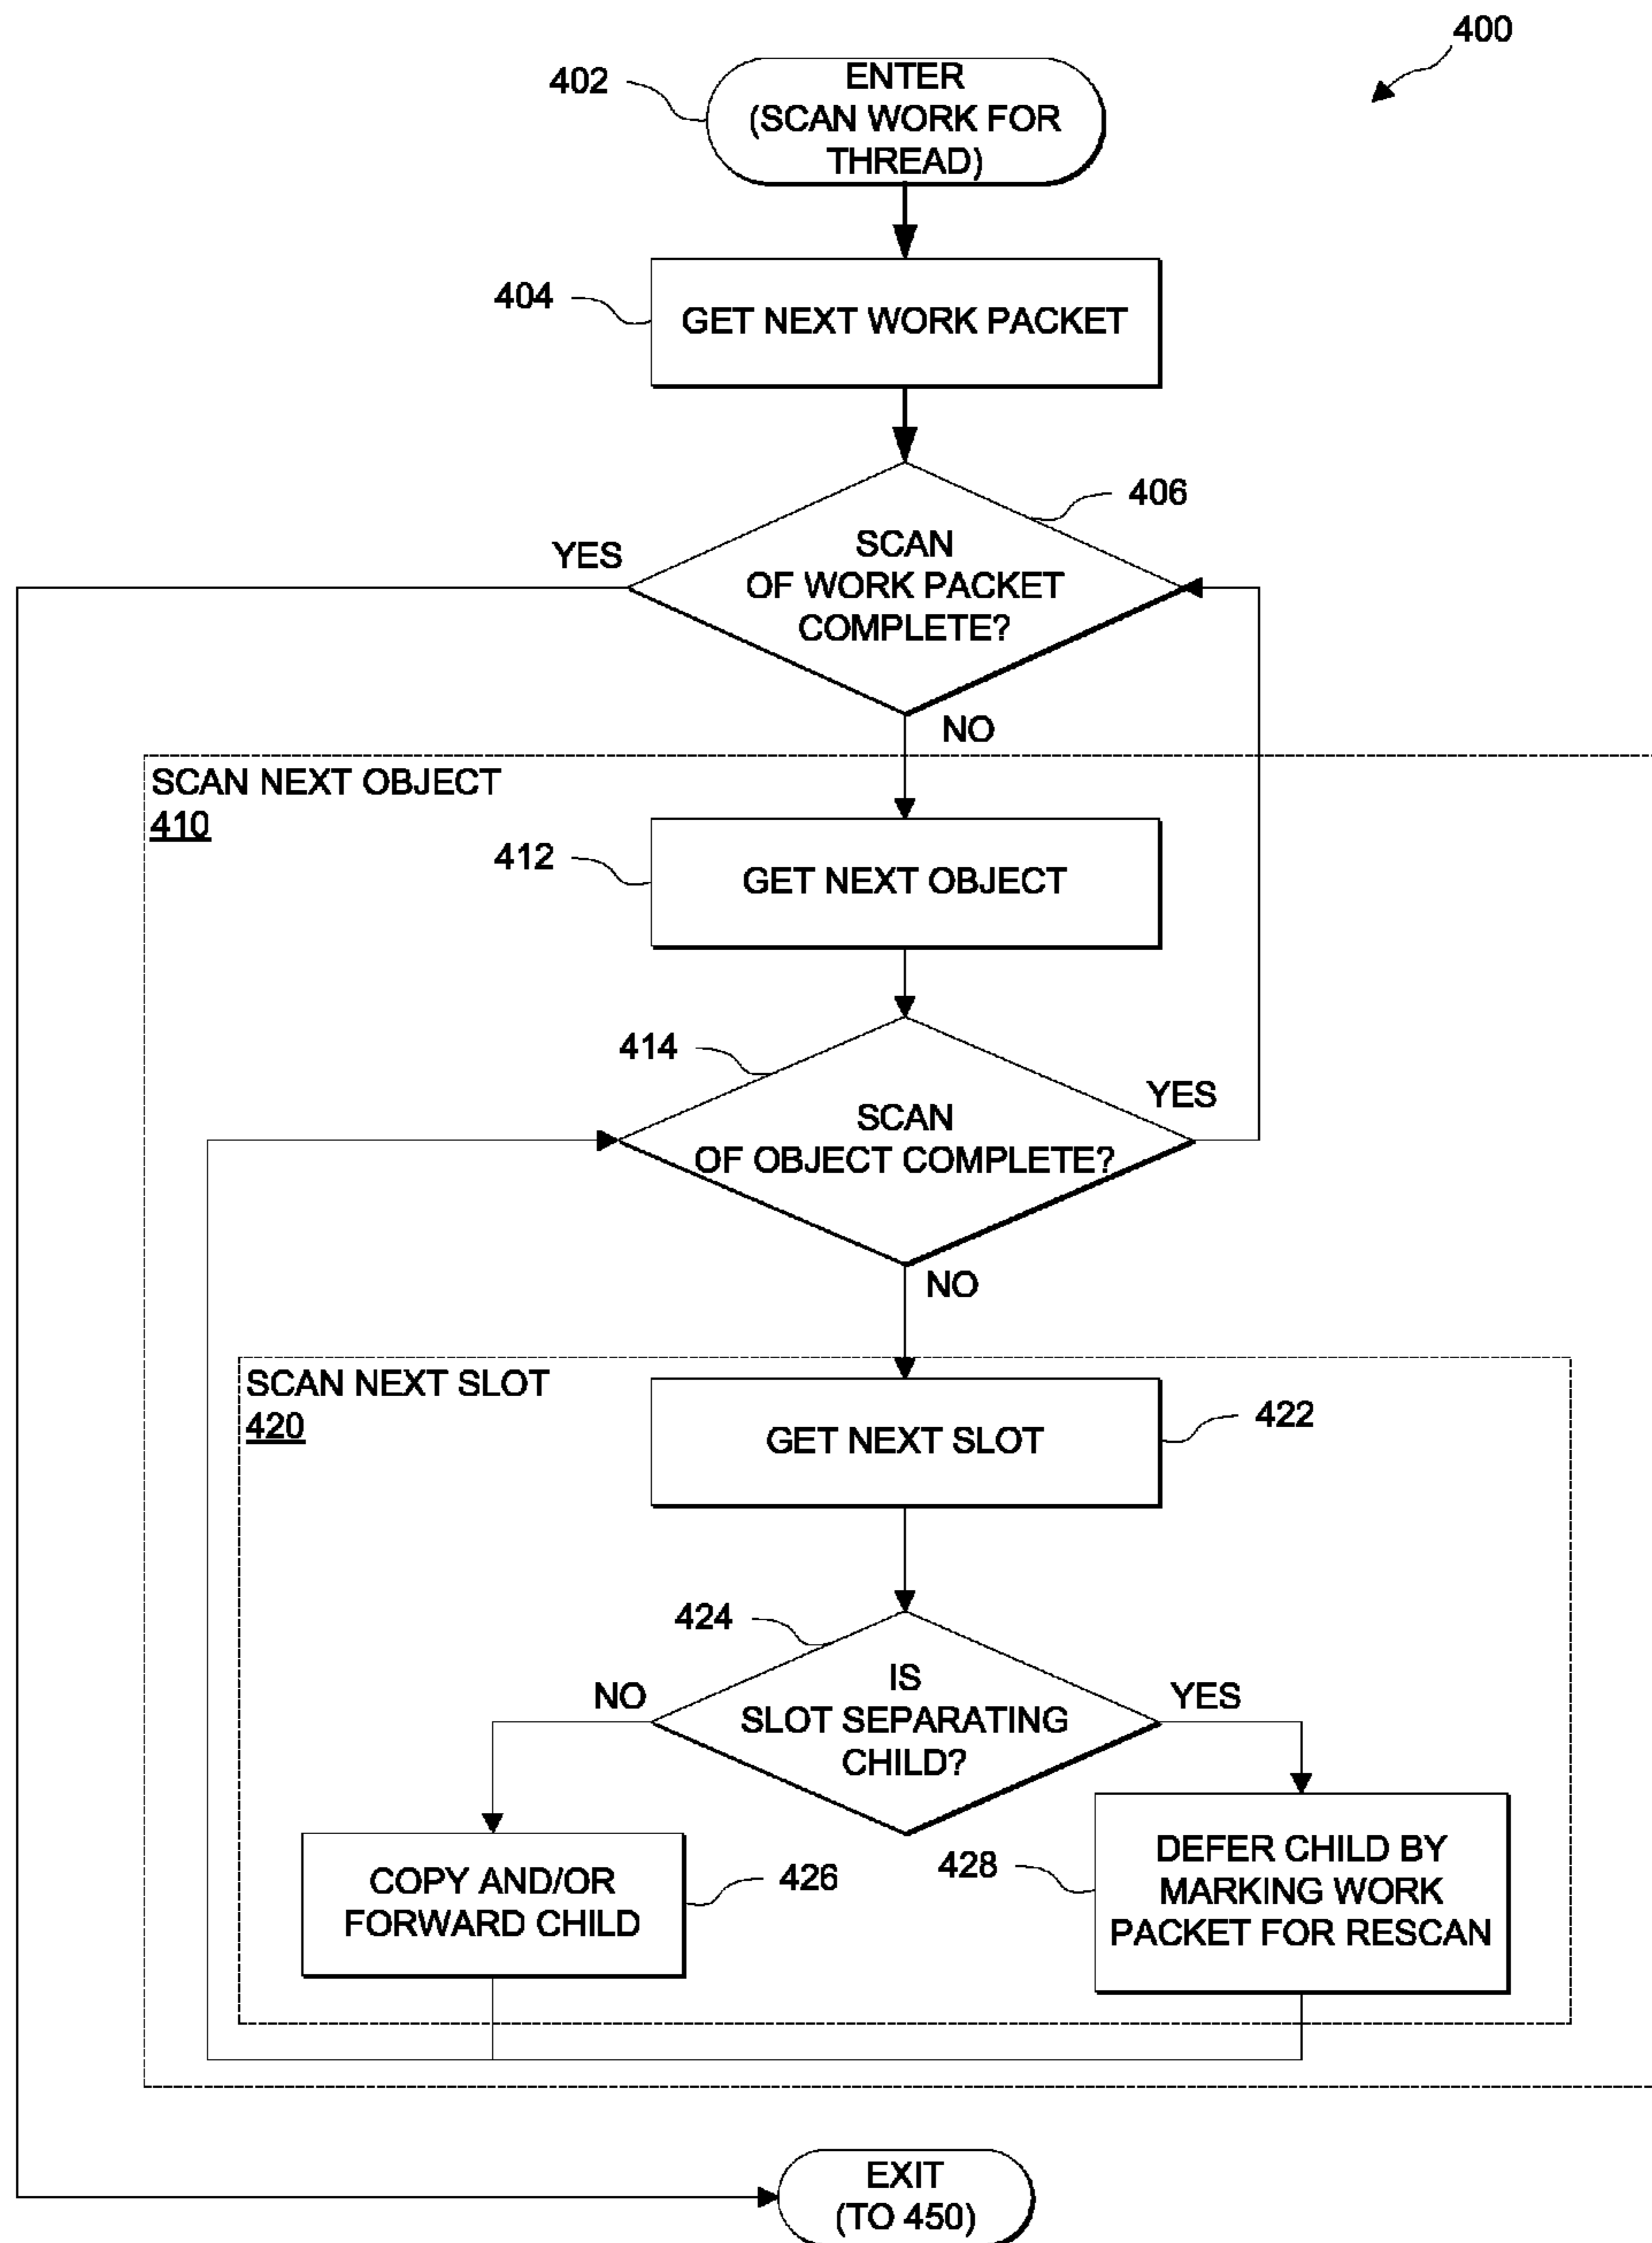 400
402
ENTER
(SCAN WORK FOR
THREAD)
404
GET NEXT WORK PACKET
406
SCAN
OF WORK PACKET
COMPLETE?
YES
NO
SCAN NEXT OBJECT
410
412
GET NEXT OBJECT
414
SCAN
OF OBJECT COMPLETE?
YES
NO
SCAN NEXT SLOT
420
GET NEXT SLOT
422
424
IS
SLOT SEPARATING
CHILD?
NO
YES
COPY AND/OR
FORWARD CHILD
426
428
DEFER CHILD BY
MARKING WORK
PACKET FOR RESCAN
EXIT
(TO 450)